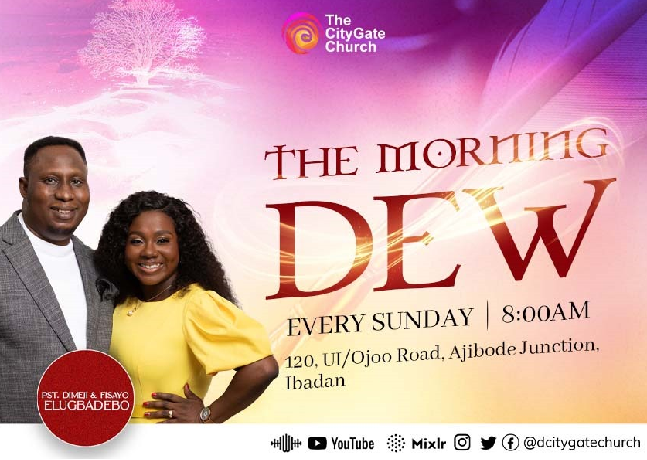 The
CityGate
Church
THE MORNING
DEW
EVERY SUNDAY | 8:00AM
120, UI/Ojoo Road, Ajibode Junction,
Ibadan
PST. DIMEJI & FISAYO
ELUGBADEBO
YouTube Mixlr @dcitygatechurch